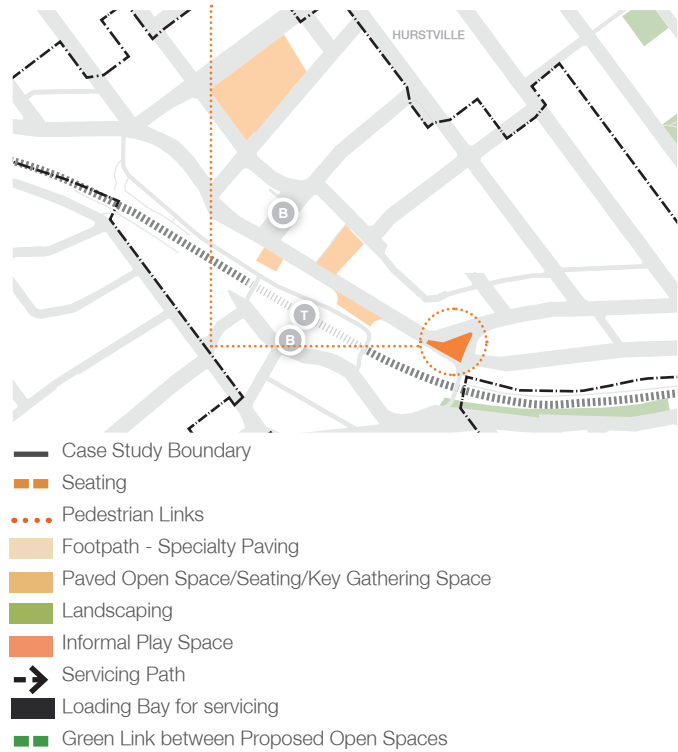 HURSTVILLE
B
T
B
Case Study Boundary
Seating
Pedestrian Links
Footpath - Specialty Paving
Paved Open Space/Seating/Key Gathering Space
Landscaping
Informal Play Space
Servicing Path
Loading Bay for servicing
Green Link between Proposed Open Spaces